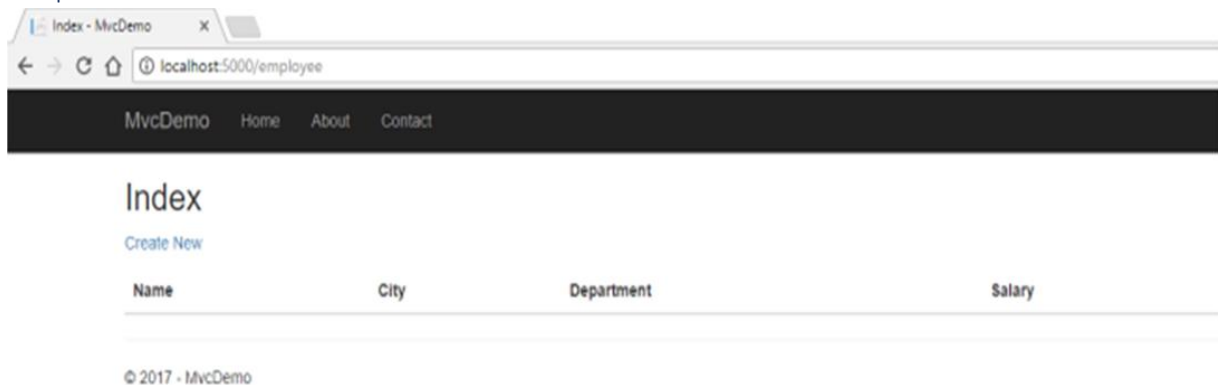 Index - MvcDemo
localhost:5000/employee
MvcDemo Home About Contact
Index
Create New
Name City Department Salary
© 2017 - MvcDemo